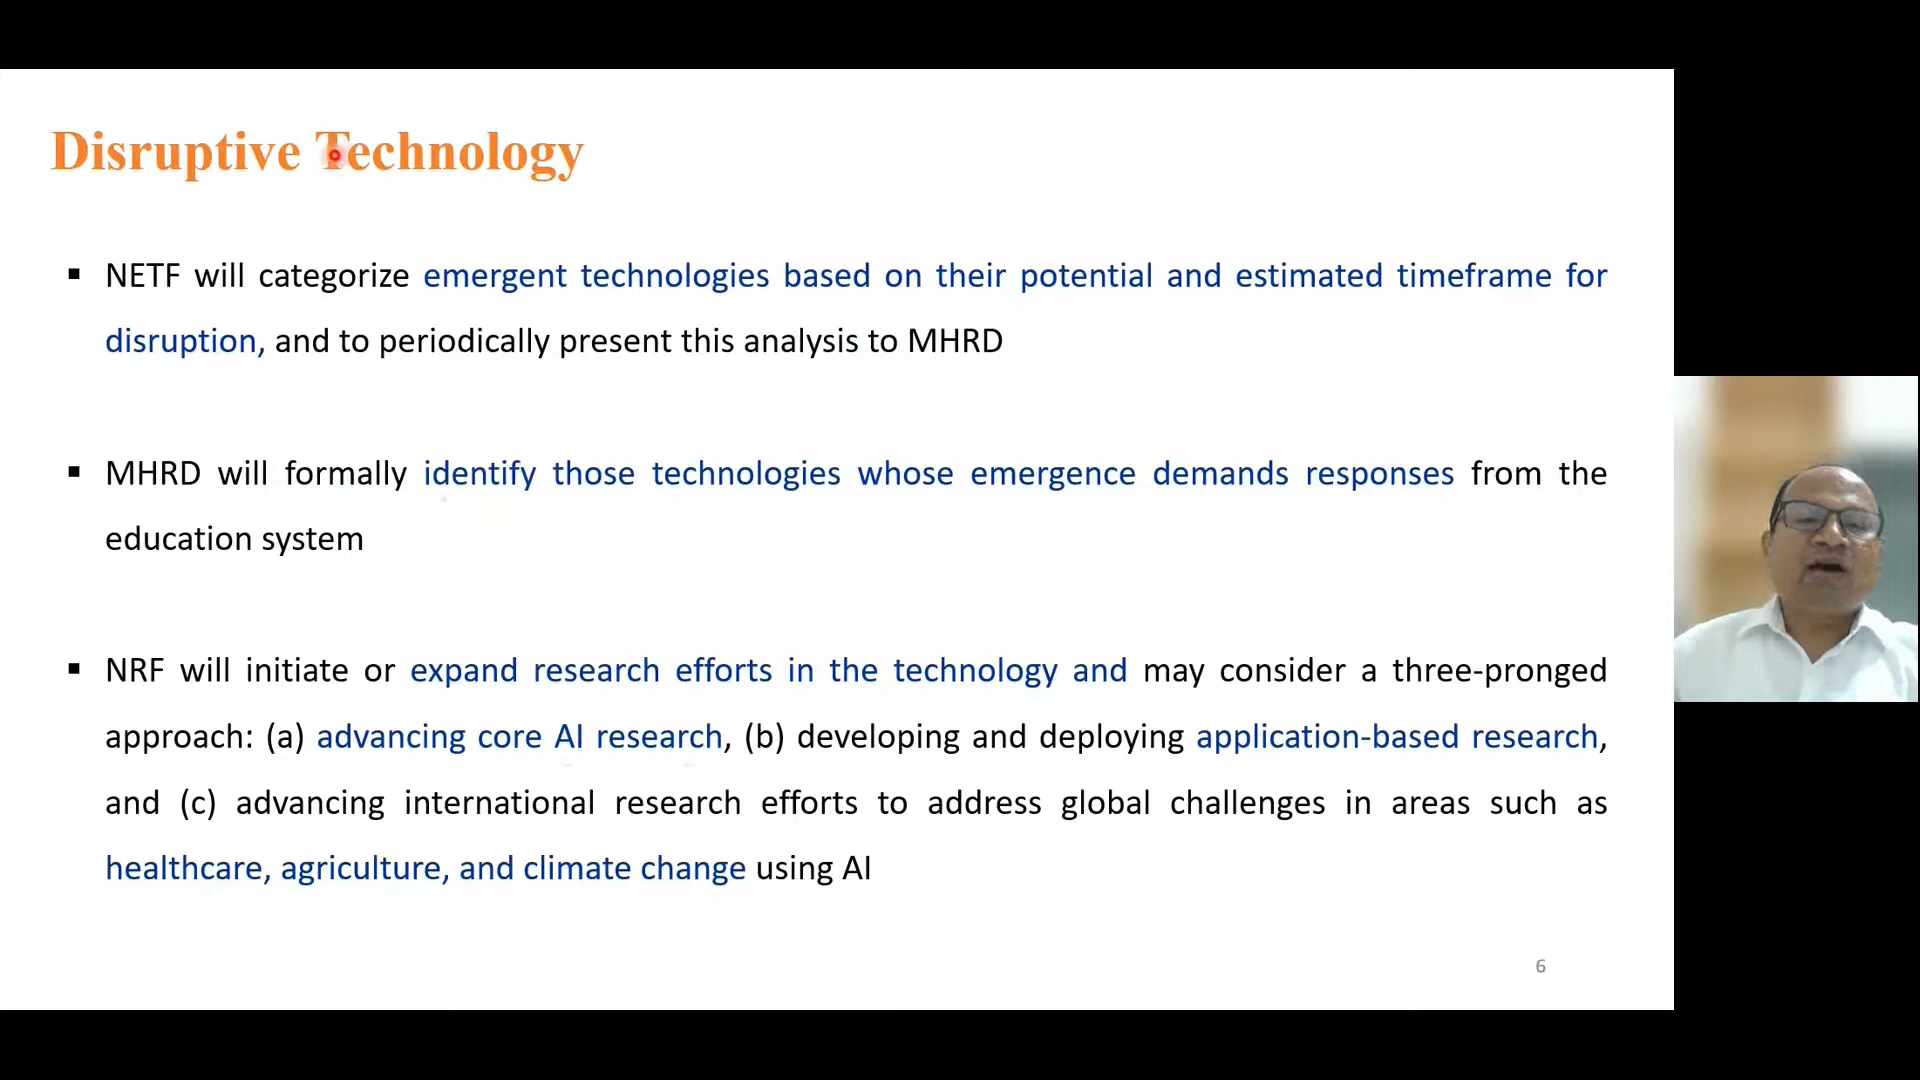 Disruptive Technology
▪ NETF will categorize emergent technologies based on their potential and estimated timeframe for
disruption, and to periodically present this analysis to MHRD
▪ MHRD will formally identify those technologies whose emergence demands responses from the
education system
▪ NRF will initiate or expand research efforts in the technology and may consider a three-pronged
approach: (a) advancing core AI research, (b) developing and deploying application-based research,
and (c) advancing international research efforts to address global challenges in areas such as
healthcare, agriculture, and climate change using AI
6